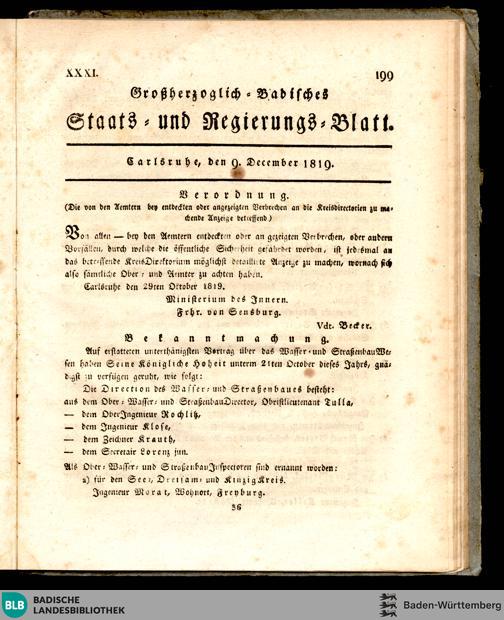 XXXI. 199
Großherzoglich-Badisches
Staats- und Regierungs-Blatt.
Carlsruhe, den 9. December 1819.
Verordnung.
(Die von den Aemtern bey entdeckten oder angezeigten Verbrechen an die Kreisdirectorien zu ma-
chende Anzeige betreffend)
Von allen — bey den Aemtern entdeckten oder an gezeigten Verbrechen, oder andern
Vorfällen, durch welche die öffentliche Sicherheit gefährdet worden, ist jedesmal an
das betreffende KreisDirektorium möglichst detaillirte Anzeige zu machen, wornach sich
also sämtliche Ober- und Aemter zu achten haben.
Carlsruhe den 29ten Oktober 1819.
Ministerium des Innern.
Frhr. von Sensburg.
Vdt. Becker.
Bekanntmachung.
Auf erstatteten unterthänigsten Vortrag über das Wasser- und StraßenbauWe-
sen haben Seine Königliche Hoheit unterm 21ten October dieses Jahrs, gnä-
digst zu verfügen geruht, wie folgt:
Die Direction des Wasser- und Straßenbaues besteht:
aus dem Ober- Wasser- und StraßenbauDirector, Obristlieutenant Tulla,
— dem OberIngenieur Rochlitz,
— dem Ingenieur Klose,
— dem Zeichner Krauth,
— dem Secretair Lorenz jun.
Als Ober- Wasser- und StraßenbauInspectoren sind ernannt worden:
a) für den See-, Dreisam- und KinzigKreis.
Ingenieur Morat, Wohnort, Freyburg.
36
BLB BADISCHE
LANDESBIBLIOTHEK
Baden-Württemberg